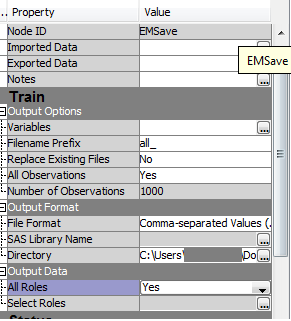 Property Value
Node ID EMSave
Imported Data ...
Exported Data ...
Notes ...
EMSave
Train
Output Options
Variables ...
Filename Prefix all_
Replace Existing Files No
All Observations Yes
Number of Observations 1000
Output Format
File Format Comma-separated Values (.
SAS Library Name ...
Directory C:\Users\ \Do ...
Output Data
All Roles Yes
Select Roles ...